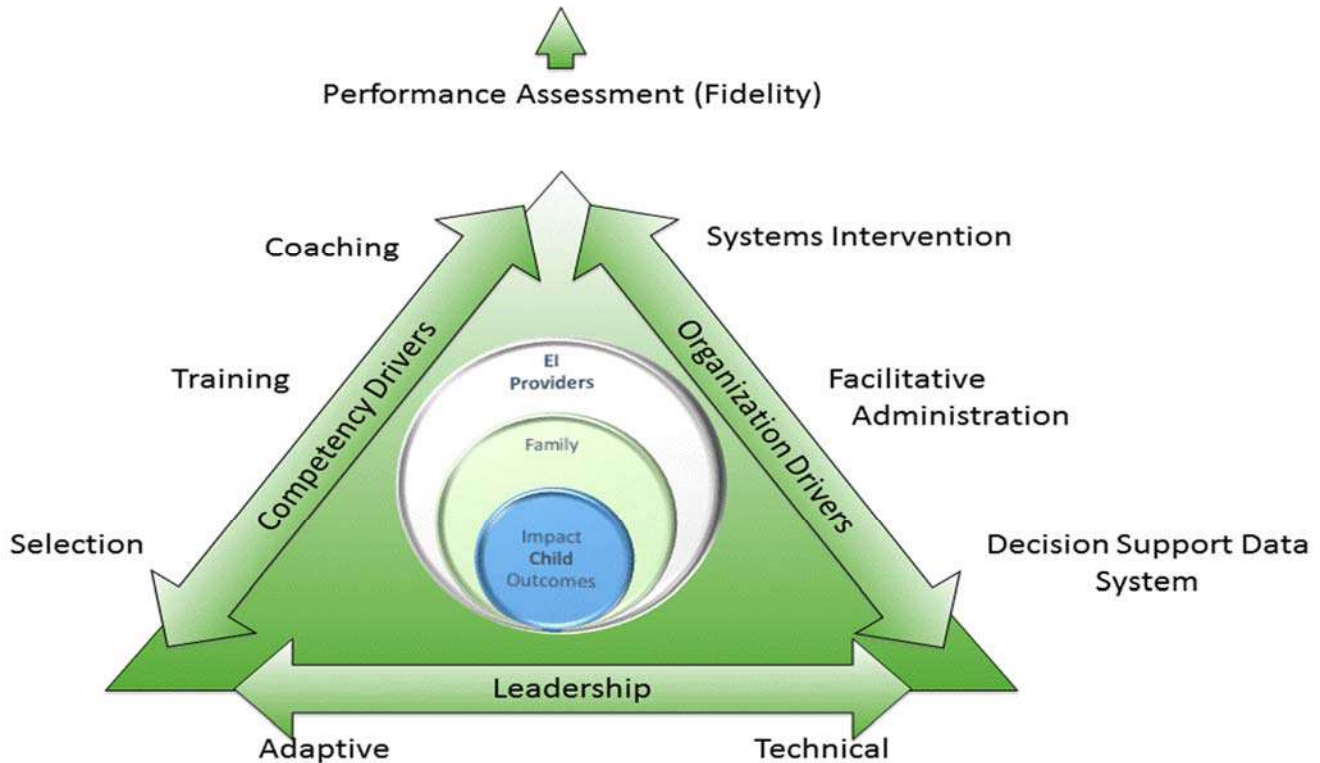 Performance Assessment (Fidelity)
Coaching
Systems Intervention
Training
Competency Drivers
Organization Drivers
Facilitative
Administration
EI
Providers
Family
Impact
Child
Outcomes
Selection
Decision Support Data
System
Leadership
Adaptive
Technical